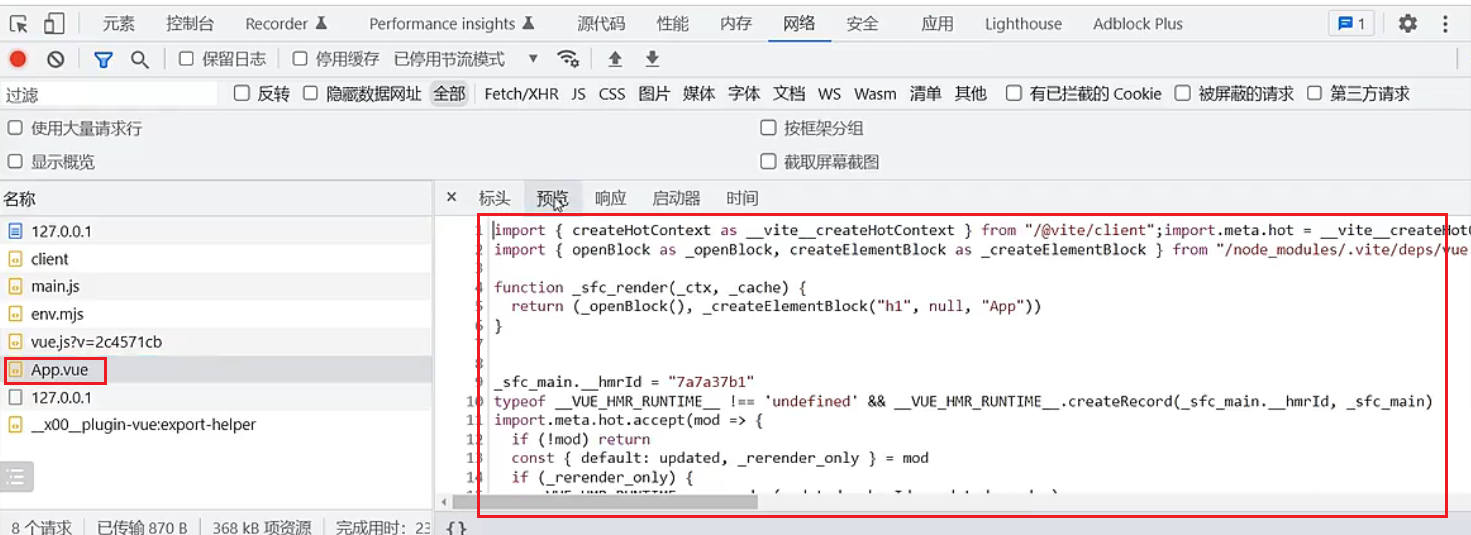 元素 控制台 Recorder Performance insights 源代码 性能 内存 网络 安全 应用 Lighthouse Adblock Plus 1
保留日志 停用缓存 已停用节流模式
过滤 反转 隐藏数据网址 全部 Fetch/XHR JS CSS 图片 媒体 字体 文档 WS Wasm 清单 其他 有已拦截的 Cookie 被屏蔽的请求 第三方请求
使用大量请求行 按框架分组
显示概览 截取屏幕截图
名称
127.0.0.1
client
main.js
env.mjs
vue.js?v=2c4571cb
App.vue
127.0.0.1
__x00__plugin-vue:export-helper
8 个请求 已传输 870 B 368 kB 项资源 完成用时: 23
× 标头 预览 响应 启动器 时间
1 import { createHotContext as __vite__createHotContext } from "/@vite/client";import.meta.hot = __vite__createHotC
2 import { openBlock as _openBlock, createElementBlock as _createElementBlock } from "/node_modules/.vite/deps/vue
3
4 function _sfc_render(_ctx, _cache) {
5 return (_openBlock(), _createElementBlock("h1", null, "App"))
6 }
7
8
9 _sfc_main.__hmrId = "7a7a37b1"
10 typeof __VUE_HMR_RUNTIME__ !== 'undefined' && __VUE_HMR_RUNTIME__.createRecord(_sfc_main.__hmrId, _sfc_main)
11 import.meta.hot.accept(mod => {
12 if (!mod) return
13 const { default: updated, _rerender_only } = mod
14 if (_rerender_only) {
{}